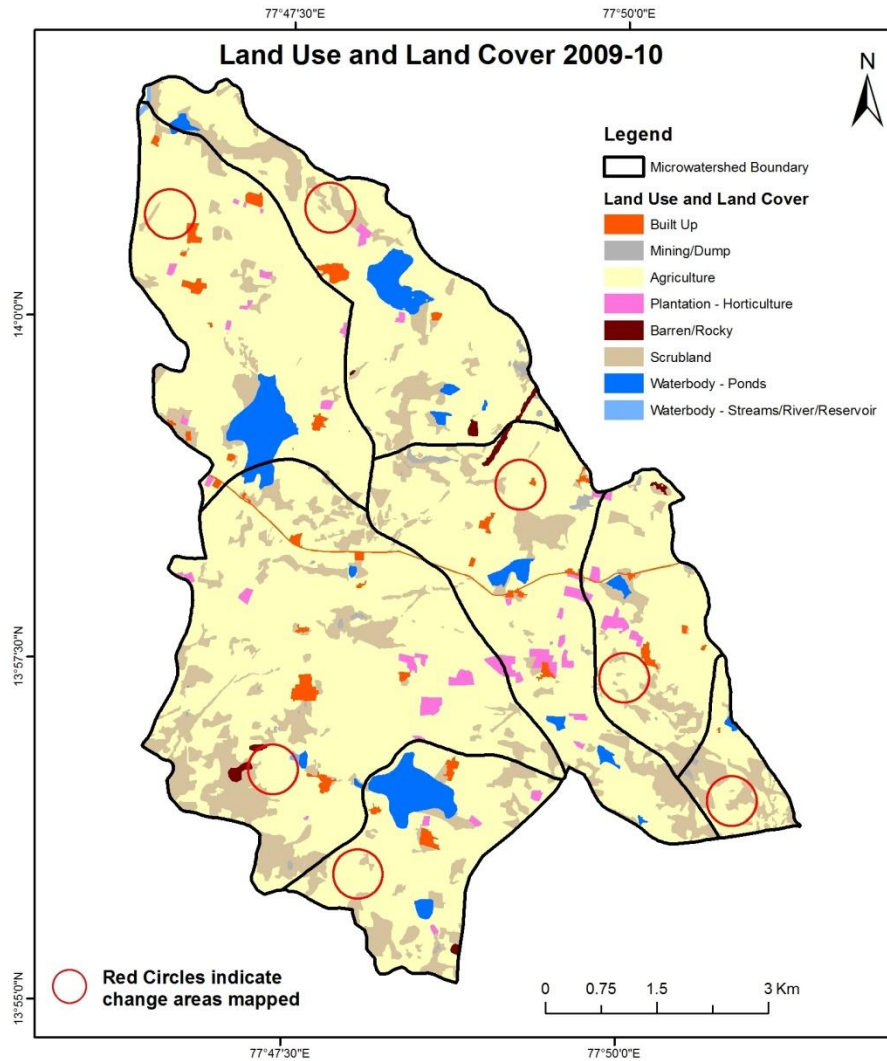 77°47'30"E
77°50'0"E
Land Use and Land Cover 2009-10
N
Legend
Microwatershed Boundary
Land Use and Land Cover
Built Up
Mining/Dump
Agriculture
Plantation - Horticulture
Barren/Rocky
Scrubland
Waterbody - Ponds
Waterbody - Streams/River/Reservoir
14°0'0"N
13°57'30"N
13°55'0"N
Red Circles indicate
change areas mapped
0 0.75 1.5 3 Km
77°47'30"E
77°50'0"E